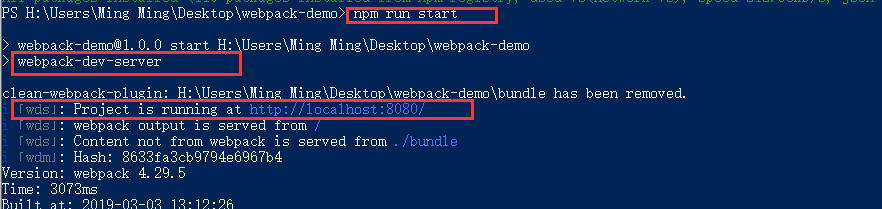 PS H:\Users\Ming Ming\Desktop\webpack-demo> npm run start
> webpack-demo@1.0.0 start H:\Users\Ming Ming\Desktop\webpack-demo
> webpack-dev-server
clean-webpack-plugin: H:\Users\Ming Ming\Desktop\webpack-demo\bundle has been removed.
i ｢wds｣: Project is running at http://localhost:8080/
i ｢wds｣: webpack output is served from /
i ｢wds｣: Content not from webpack is served from ./bundle
i ｢wdm｣: Hash: 8633fa3cb9794e6967b4
Version: webpack 4.29.5
Time: 3073ms
Built at: 2019-03-03 13:12:26